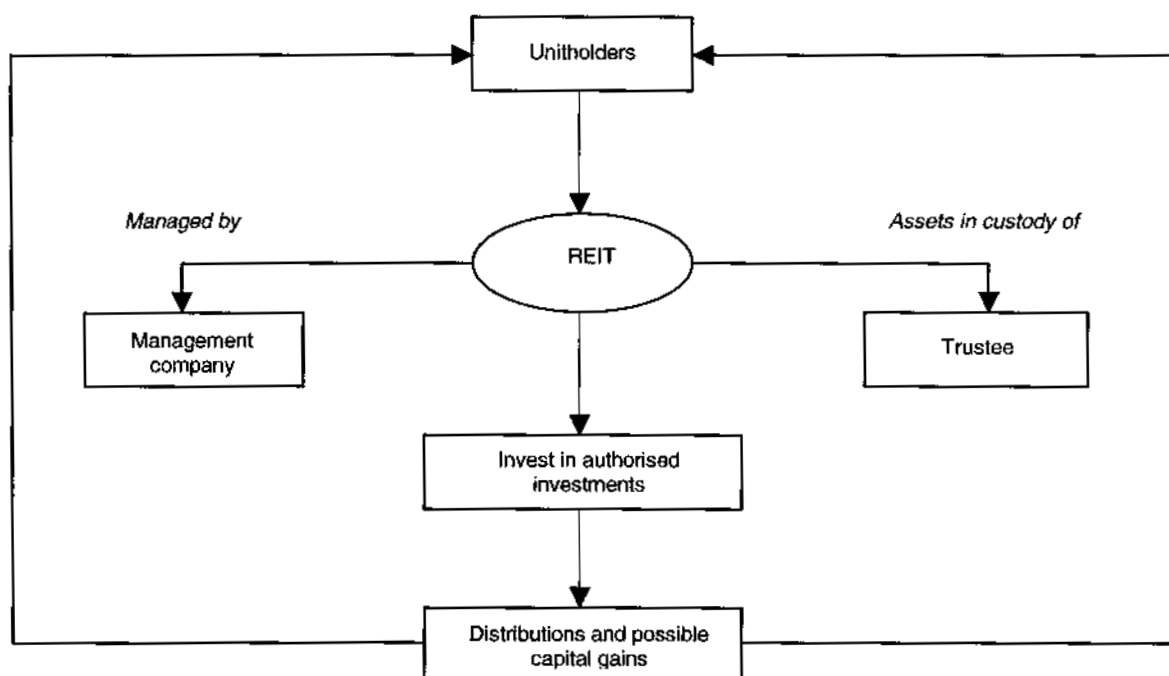 Unitholders
Managed by
Assets in custody of
REIT
Management
company
Trustee
Invest in authorised
investments
Distributions and possible
capital gains